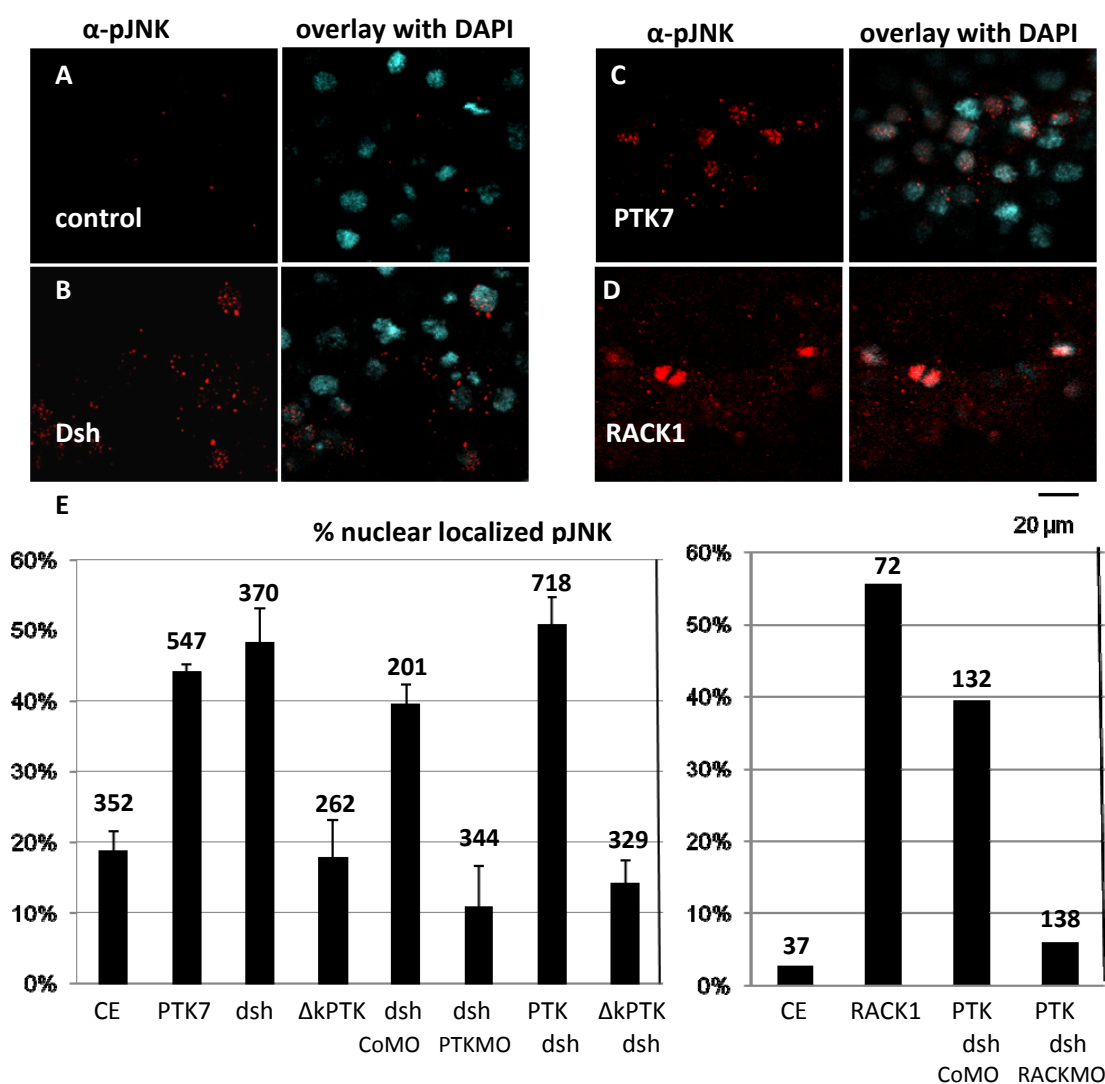 α-pJNK overlay with DAPI α-pJNK overlay with DAPI
A
control
C
PTK7
B
Dsh
D
RACK1
20 µm
E
% nuclear localized pJNK
60%
50%
40%
30%
20%
10%
0%
352
547
370
262
201
344
718
329
CE PTK7 dsh ΔkPTK dsh dsh PTK ΔkPTK
CoMO PTKMO dsh dsh
60%
50%
40%
30%
20%
10%
0%
37
72
132
138
CE RACK1 PTK PTK
dsh dsh
CoMO RACKMO